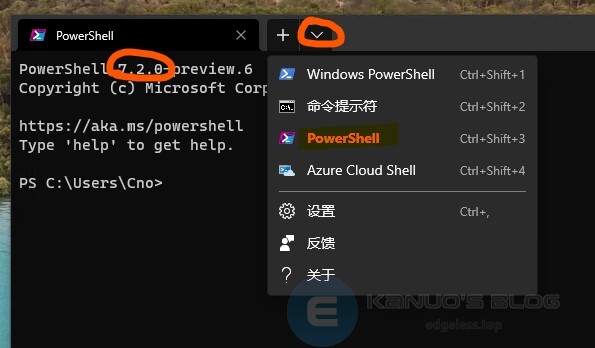 PowerShell
PowerShell 7.2.0-preview.6
Copyright (c) Microsoft Corp
https://aka.ms/powershell
Type 'help' to get help.
PS C:\Users\Cno>
Windows PowerShell Ctrl+Shift+1
命令提示符 Ctrl+Shift+2
PowerShell Ctrl+Shift+3
Azure Cloud Shell Ctrl+Shift+4
设置 Ctrl+,
反馈
关于
E KANUO'S BLOG
edgeless.top